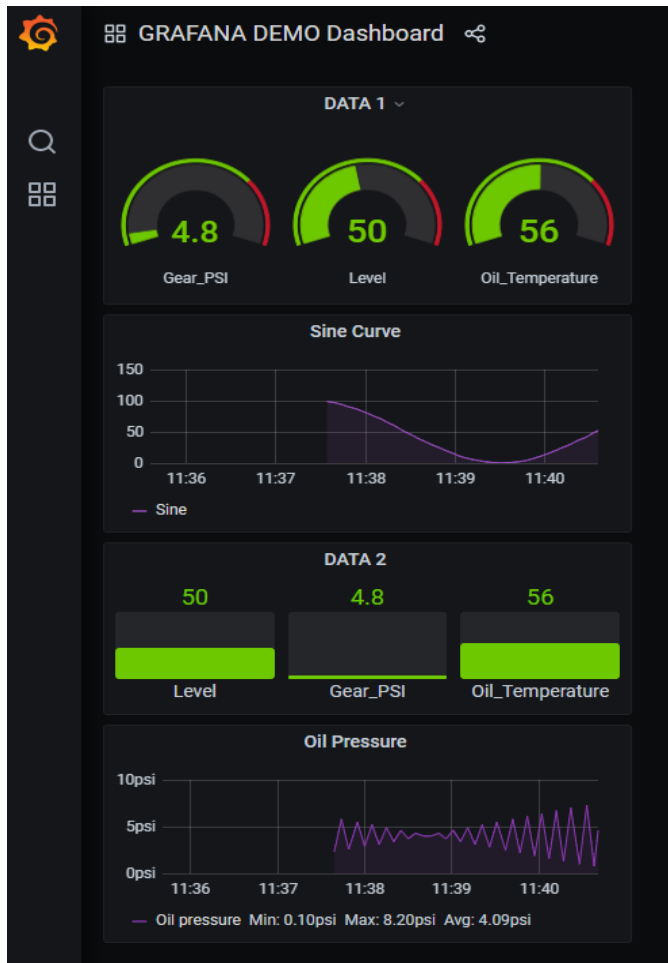 GRAFANA DEMO Dashboard
DATA 1
4.8 50 56
Gear_PSI Level Oil_Temperature
Sine Curve
150
100
50
0
11:36 11:37 11:38 11:39 11:40
Sine
DATA 2
50 4.8 56
Level Gear_PSI Oil_Temperature
Oil Pressure
10psi
5psi
0psi
11:36 11:37 11:38 11:39 11:40
Oil pressure Min: 0.10psi Max: 8.20psi Avg: 4.09psi